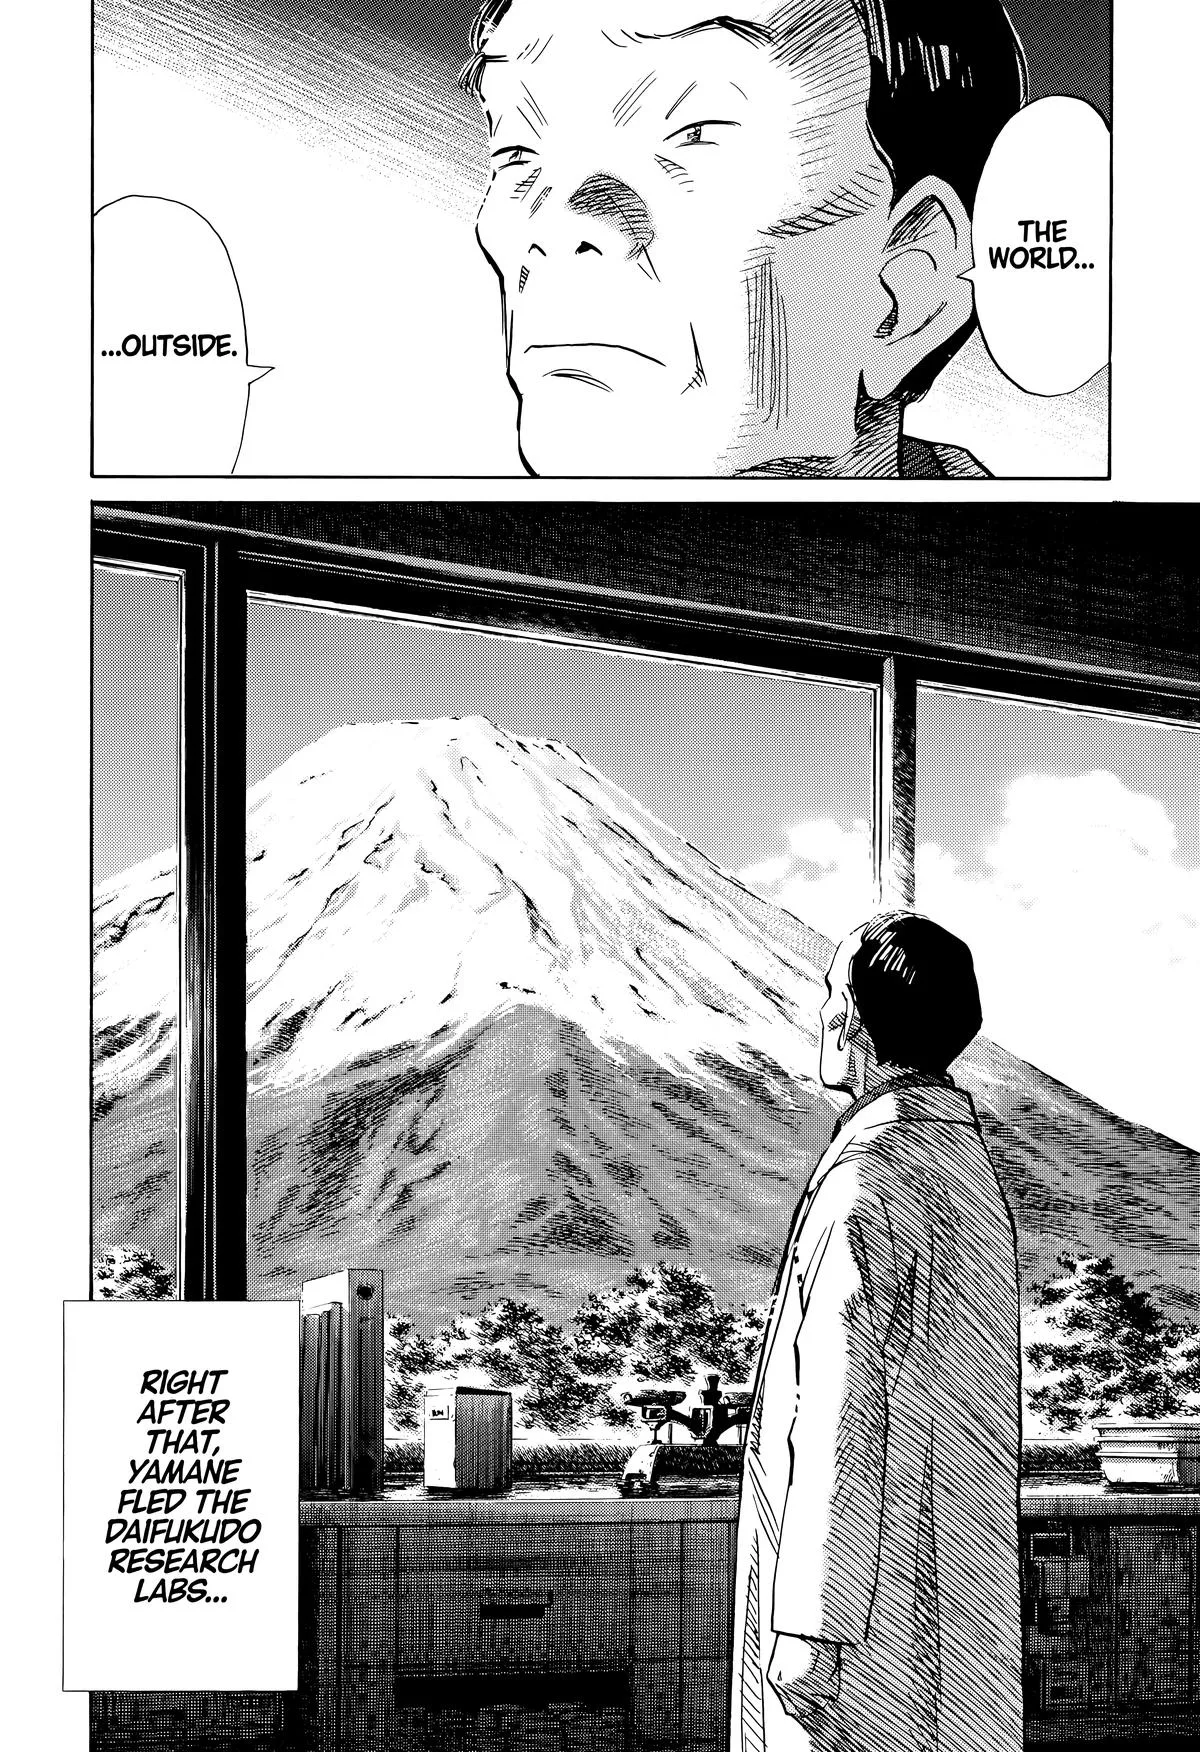 THE
WORLD...
...OUTSIDE.
RIGHT
AFTER
THAT,
YAMANE
FLED THE
DAIFUKUDO
RESEARCH
LABS...